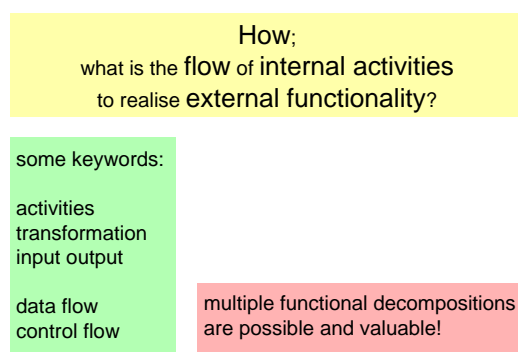 How;
what is the flow of internal activities
to realise external functionality?
some keywords:
activities
transformation
input output
data flow
control flow
multiple functional decompositions
are possible and valuable!